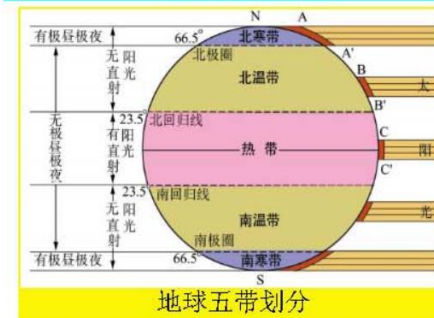 N
A
有极昼极夜
66.5°
北寒带
A'
北极圈
无阳光直射
北温带
B
太
B'
23.5
北回归线
C
无极昼极夜
有阳光直射
热带
阳
C'
23.5
南回归线
无阳光直射
南温带
光
南极圈
有极昼极夜
66.5°
南寒带
S
地球五带划分